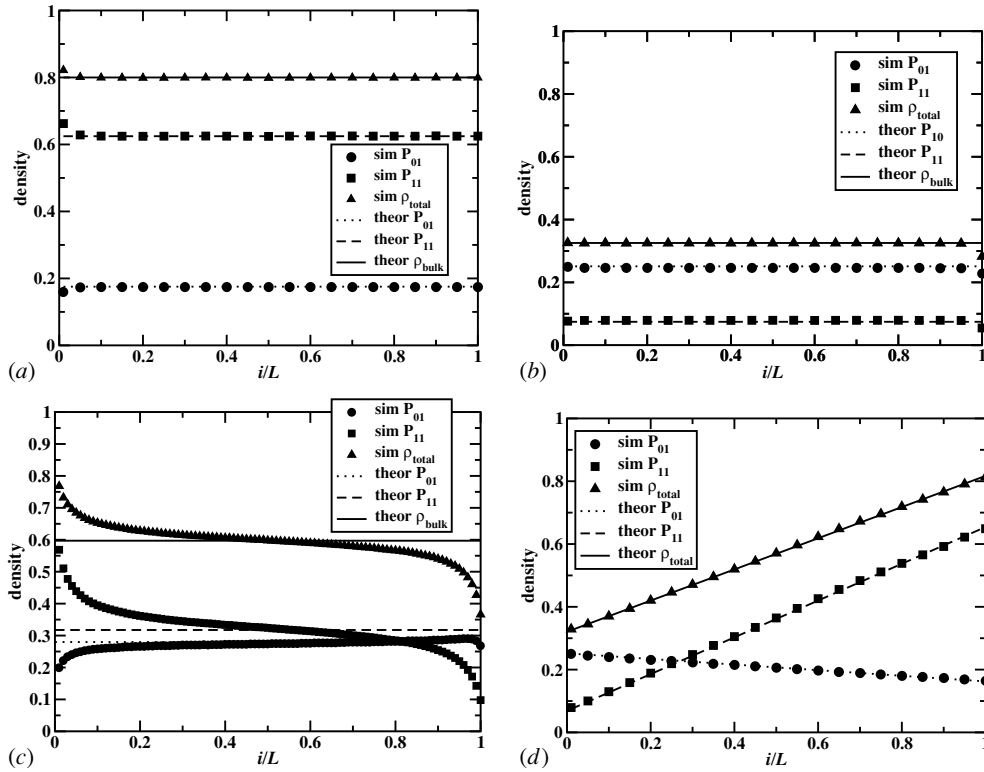 1
0.8
0.6
0.4
0.2
0
density
sim P01
sim P11
sim ρtotal
theor P01
theor P11
theor ρbulk
0 0.2 0.4 0.6 0.8 1
(a)
i/L
1
0.8
0.6
0.4
0.2
0
density
sim P01
sim P11
sim ρtotal
theor P10
theor P11
theor ρbulk
0 0.2 0.4 0.6 0.8 1
(b)
i/L
1
0.9
0.8
0.7
0.6
0.5
0.4
0.3
0.2
0.1
0
density
sim P01
sim P11
sim ρtotal
theor P01
theor P11
theor ρbulk
0 0.2 0.4 0.6 0.8 1
(c)
i/L
1
0.8
0.6
0.4
0.2
0
density
sim P01
sim P11
sim ρtotal
theor P01
theor P11
theor ρtotal
0 0.2 0.4 0.6 0.8 1
(d)
i/L